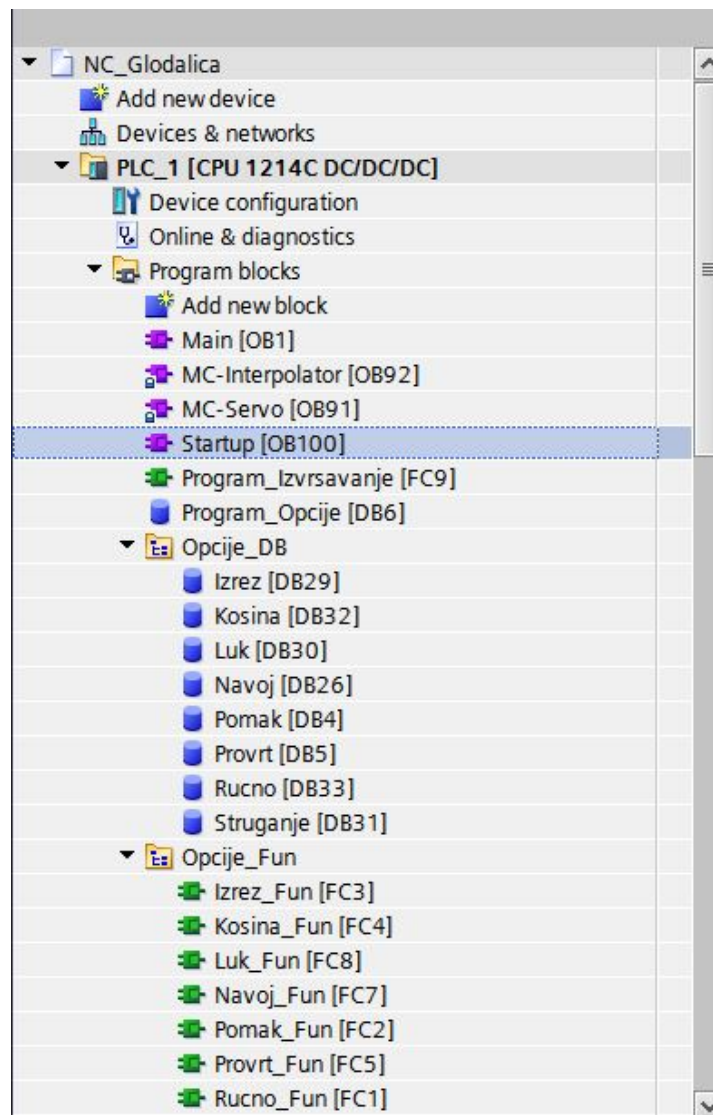 NC_Glodalica
Add new device
Devices & networks
PLC_1 [CPU 1214C DC/DC/DC]
Device configuration
Online & diagnostics
Program blocks
Add new block
Main [OB1]
MC-Interpolator [OB92]
MC-Servo [OB91]
Startup [OB100]
Program_Izvrsavanje [FC9]
Program_Opcije [DB6]
Opcije_DB
Izrez [DB29]
Kosina [DB32]
Luk [DB30]
Navoj [DB26]
Pomak [DB4]
Provrt [DB5]
Rucno [DB33]
Struganje [DB31]
Opcije_Fun
Izrez_Fun [FC3]
Kosina_Fun [FC4]
Luk_Fun [FC8]
Navoj_Fun [FC7]
Pomak_Fun [FC2]
Provrt_Fun [FC5]
Rucno_Fun [FC1]